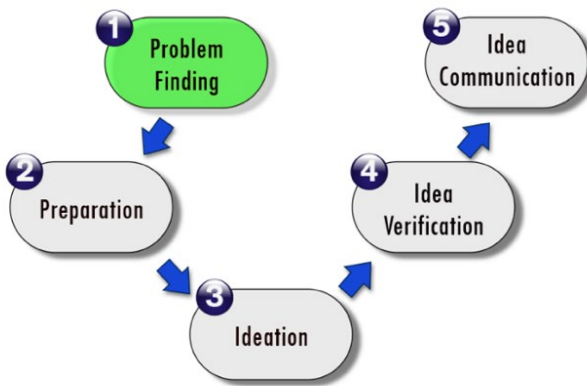 1
Problem
Finding
2
Preparation
3
Ideation
4
Idea
Verification
5
Idea
Communication